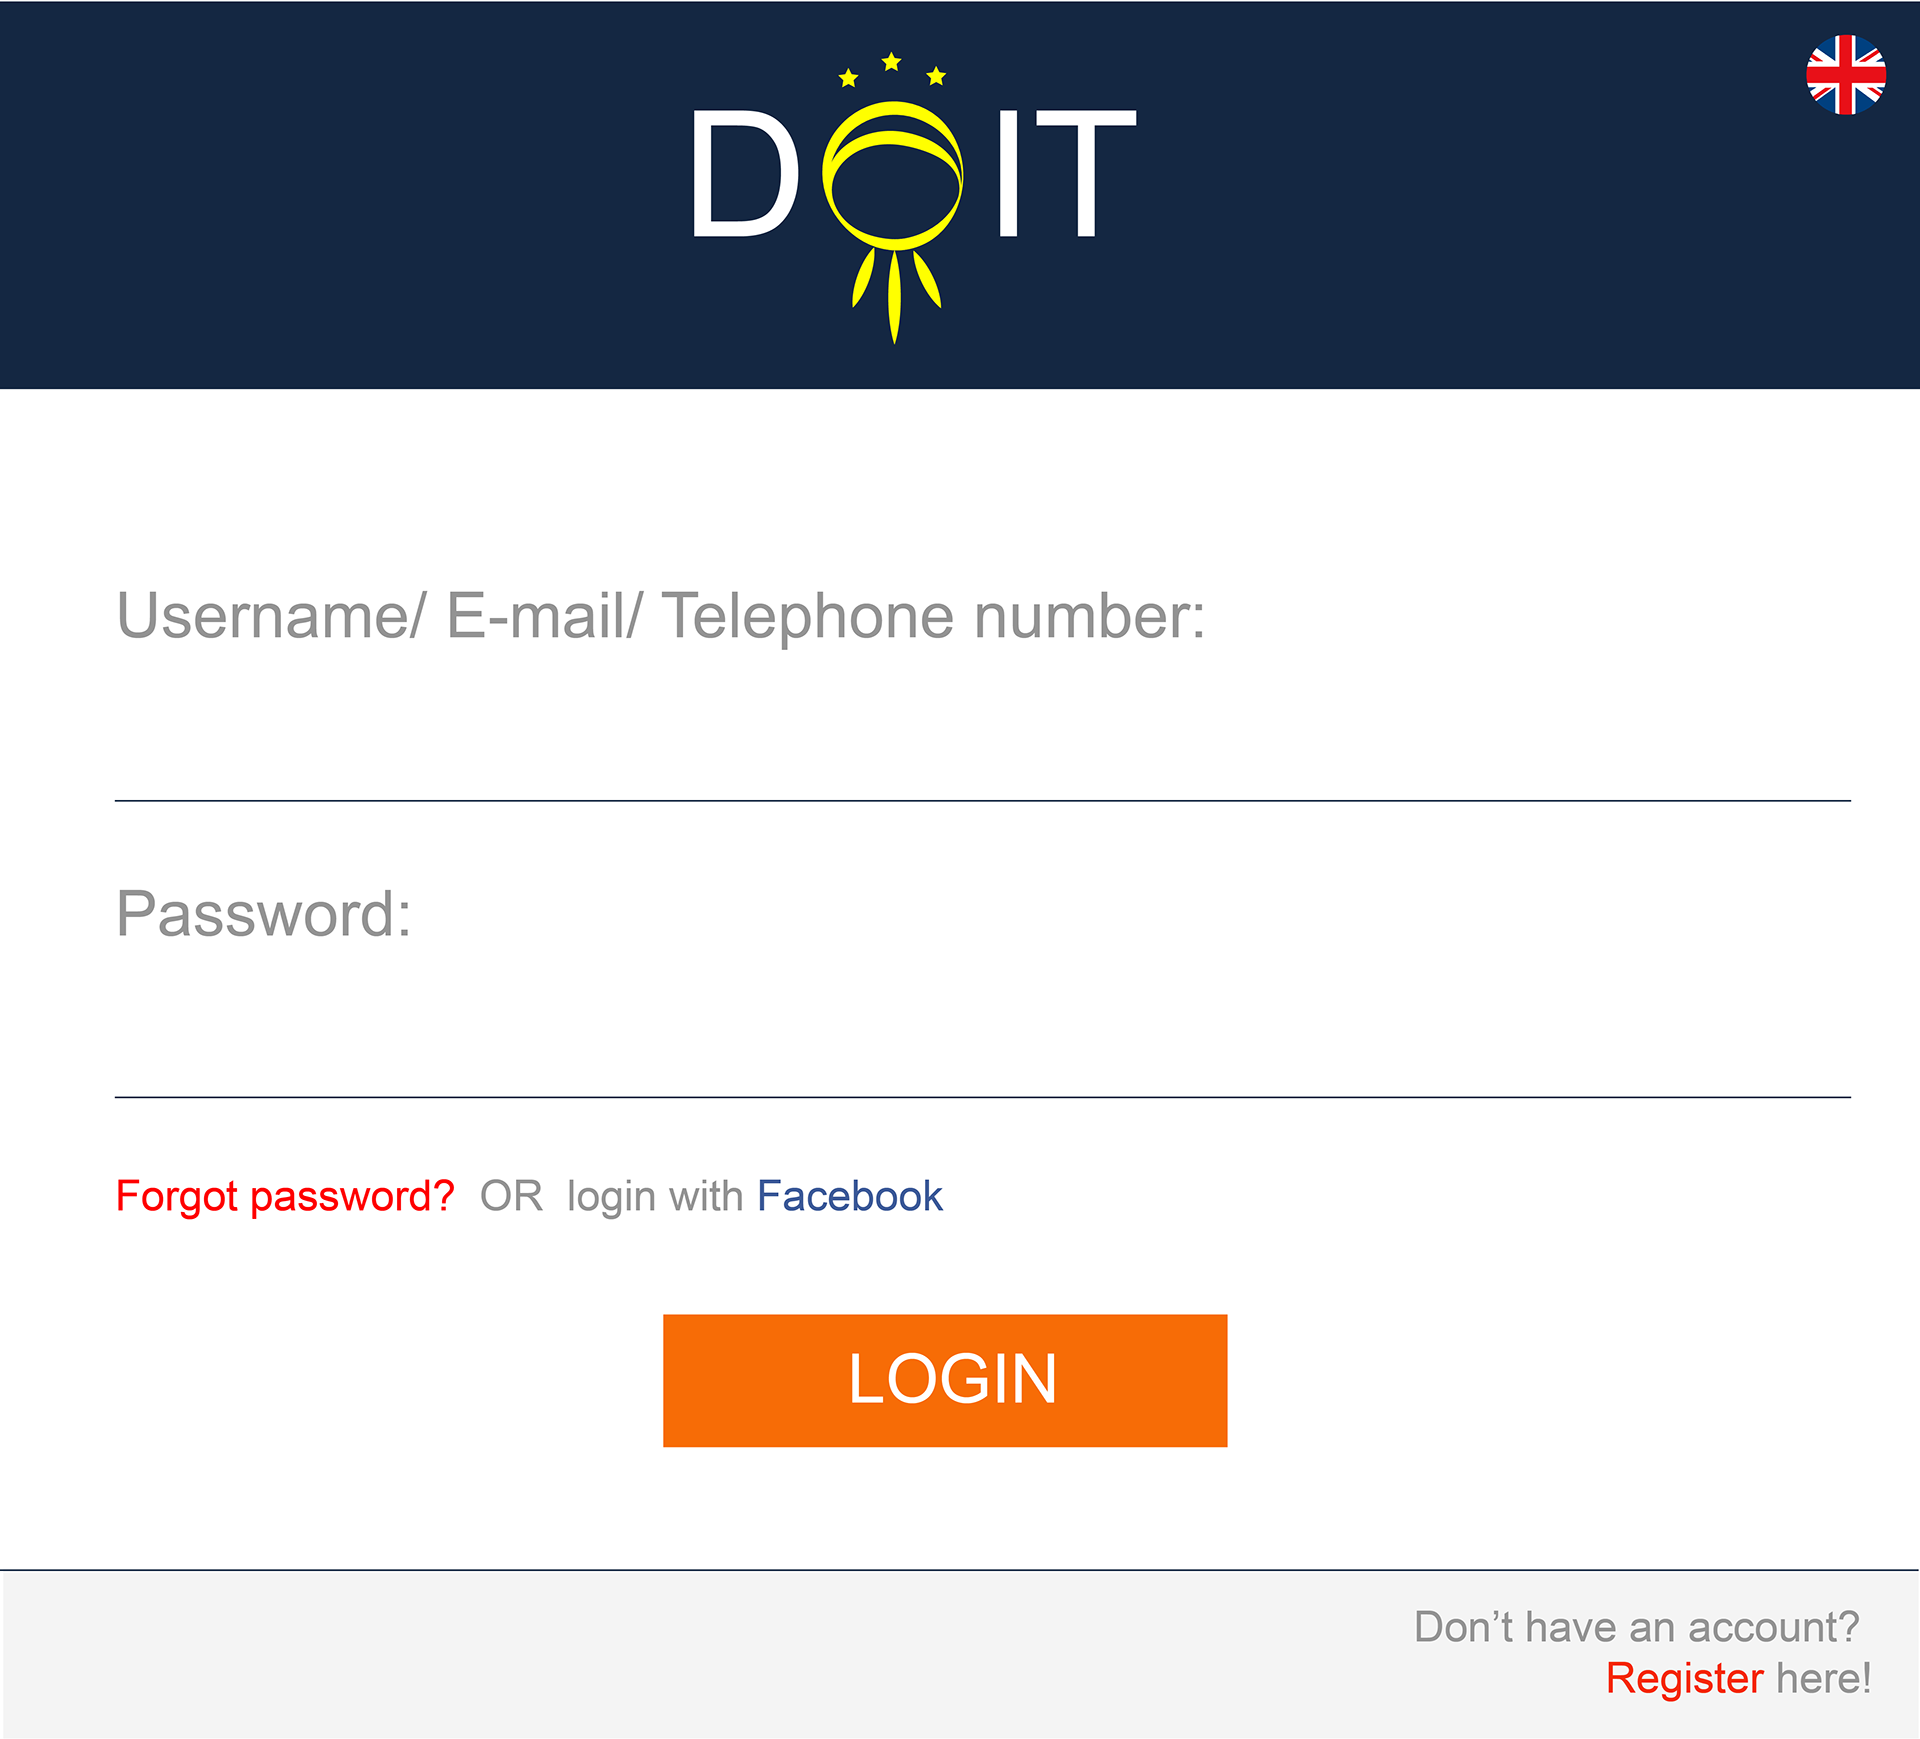 DOIT
Username/ E-mail/ Telephone number:
Password:
Forgot password? OR login with Facebook
LOGIN
Don’t have an account?
Register here!